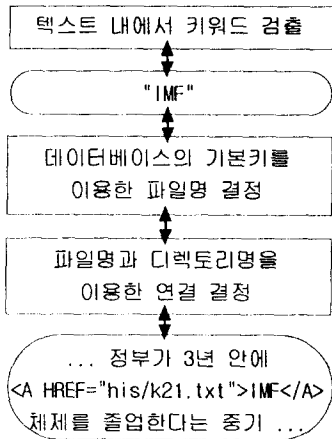 텍스트 내에서 키워드 검출
"IMF"
데이터베이스의 기본키를
이용한 파일명 결정
파일명과 디렉토리명을
이용한 연결 결정
... 정부가 3년 안에
<A HREF="his/k21.txt">IMF</A>
체제를 졸업한다는 중기 ...